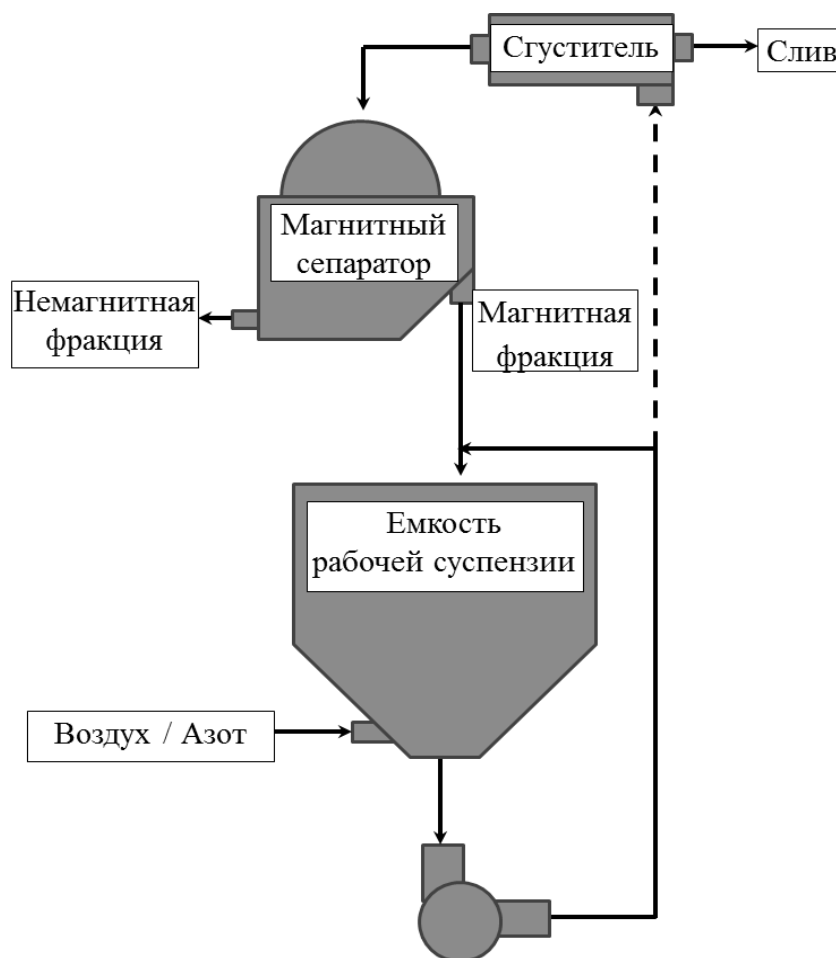 Сгуститель
Слив
Магнитный
сепаратор
Немагнитная
фракция
Магнитная
фракция
Емкость
рабочей суспензии
Воздух / Азот